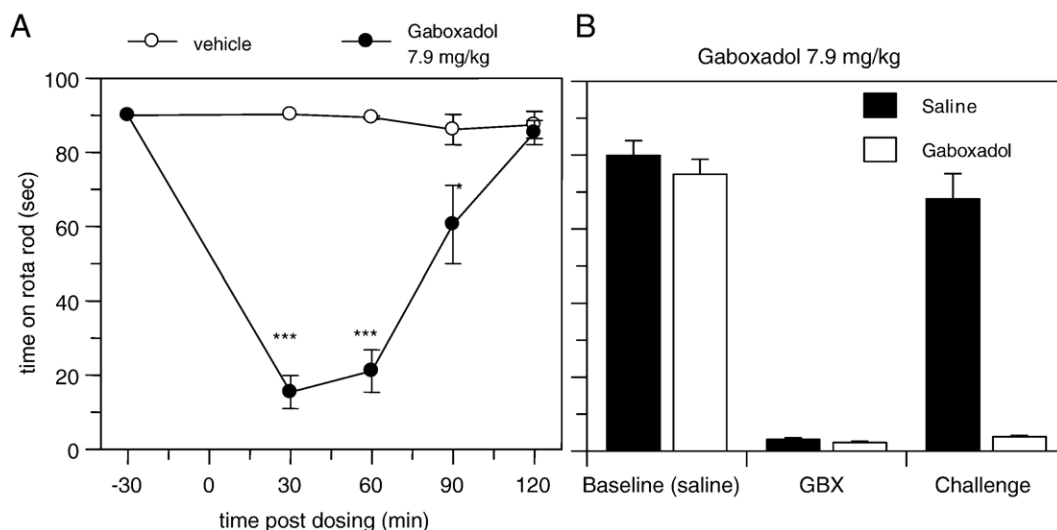 A
vehicle
Gaboxadol
7.9 mg/kg
100
80
60
40
20
0
time on rota rod (sec)
*
***
***
-30
0
30
60
90
120
time post dosing (min)
B
Gaboxadol 7.9 mg/kg
Saline
Gaboxadol
Baseline (saline)
GBX
Challenge